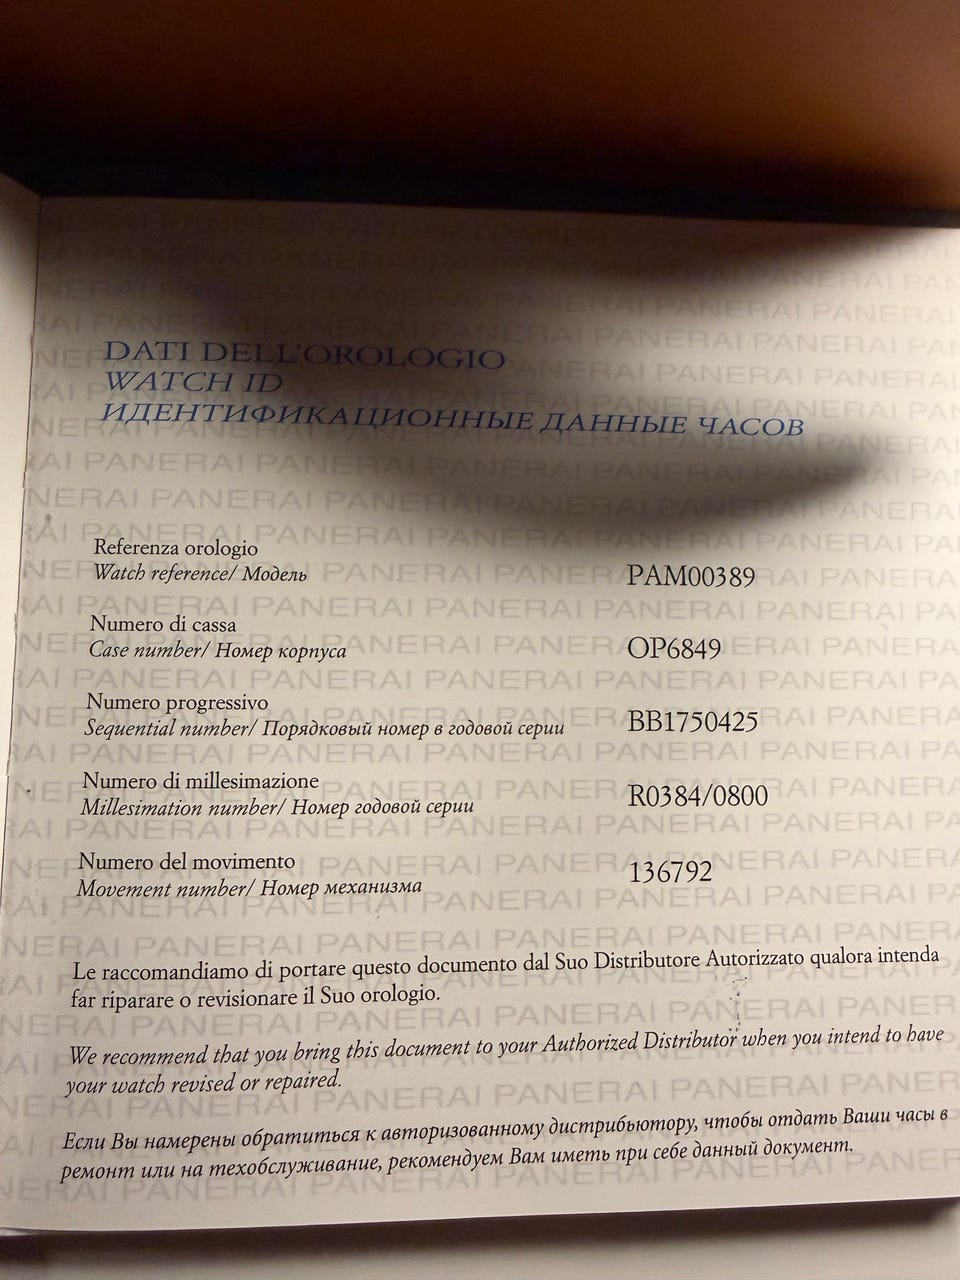 DATI DELL'OROLOGIO
WATCH ID
ИДЕНТИФИКАЦИОННЫЕ ДАННЫЕ ЧАСОВ
Referenza orologio
Watch reference/ Модель PAM00389
Numero di cassa
Case number/ Номер корпуса OP6849
Numero progressivo
Sequential number/ Порядковый номер в годовой серии BB1750425
Numero di millesimazione
Millesimation number/ Номер годовой серии R0384/0800
Numero del movimento
Movement number/ Номер механизма 136792
Le raccomandiamo di portare questo documento dal Suo Distributore Autorizzato qualora intenda
far riparare o revisionare il Suo orologio.
We recommend that you bring this document to your Authorized Distributor when you intend to have
your watch revised or repaired.
Если Вы намерены обратиться к авторизованному дистрибьютору, чтобы отдать Ваши часы в
ремонт или на техобслуживание, рекомендуем Вам иметь при себе данный документ.